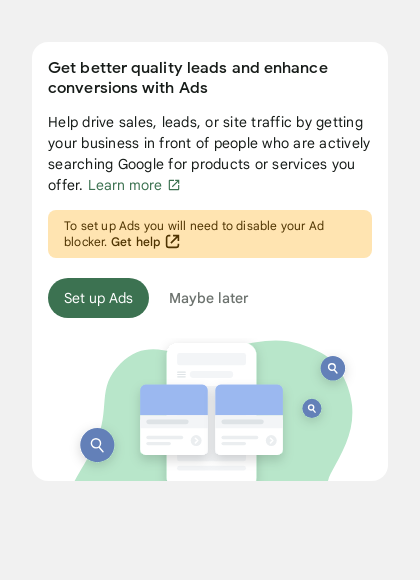 Get better quality leads and enhance
conversions with Ads
Help drive sales, leads, or site traffic by getting
your business in front of people who are actively
searching Google for products or services you
offer. Learn more
To set up Ads you will need to disable your Ad
blocker. Get help
Set up Ads
Maybe later